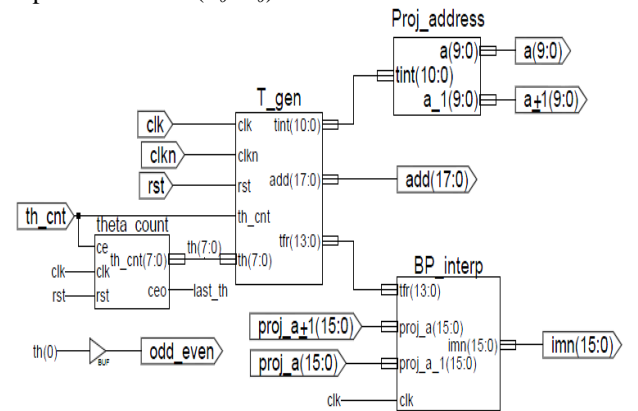 Proj_address
a(9:0)
a(9:0)
tint(10:0)
a_1(9:0)
a+1(9:0)
T_gen
clk
clk
tint(10:0)
clkn
clkn
rst
rst
add(17:0)
add(17:0)
th_cnt
th_cnt
theta_count
ce
th_cnt(7:0)
th(7:0)
th(7:0)
tfr(13:0)
clk
clk
rst
rst
ceo
last_th
BP_interp
tfr(13:0)
proj_a+1(15:0)
proj_a(15:0)
imn(15:0)
imn(15:0)
proj_a(15:0)
proj_a_1(15:0)
th(0)
BUF
odd_even
clk
clk